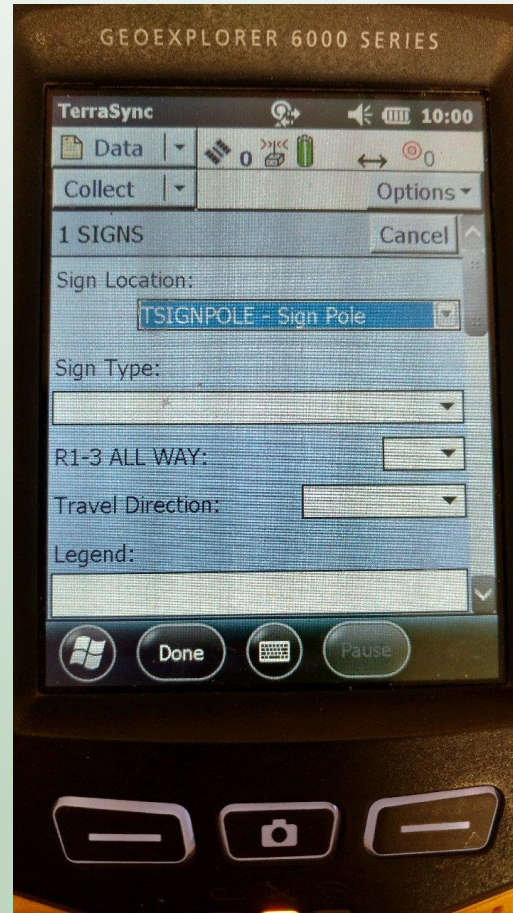 GEOEXPLORER 6000 SERIES
TerraSync 10:00
Data 0 0
Collect Options
1 SIGNS Cancel
Sign Location:
TSIGNPOLE - Sign Pole
Sign Type:
R1-3 ALL WAY:
Travel Direction:
Legend:
Done Pause